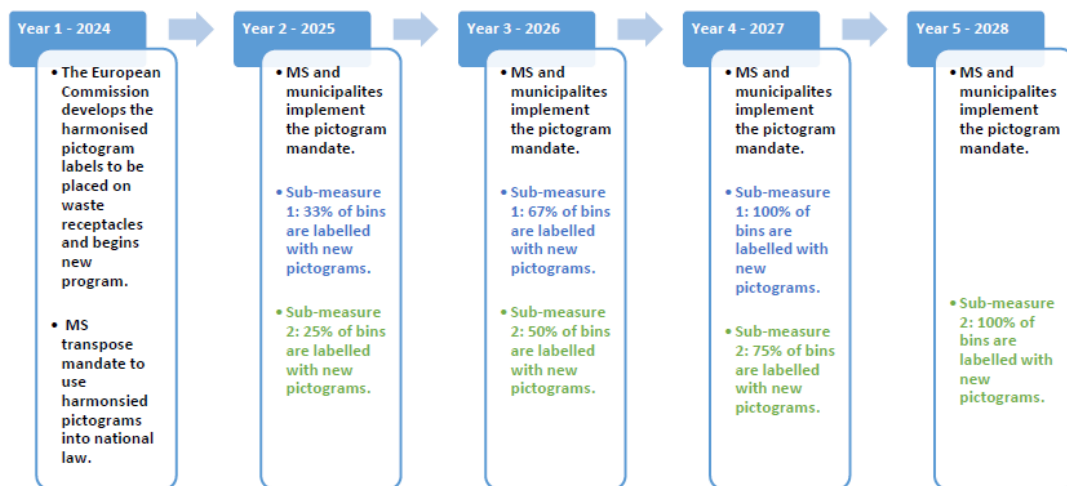 Year 1 - 2024
• The European
Commission
develops the
harmonised
pictogram
labels to be
placed on
waste
receptacles
and begins
new
program.
• MS
transpose
mandate to
use
harmonsied
pictograms
into national
law.
Year 2 - 2025
• MS and
municipalites
implement
the pictogram
mandate.
• Sub-measure
1: 33% of bins
are labelled
with new
pictograms.
• Sub-measure
2: 25% of bins
are labelled
with new
pictograms.
Year 3 - 2026
• MS and
municipalites
implement
the pictogram
mandate.
• Sub-measure
1: 67% of bins
are labelled
with new
pictograms.
• Sub-measure
2: 50% of bins
are labelled
with new
pictograms.
Year 4 - 2027
• MS and
municipalites
implement
the pictogram
mandate.
• Sub-measure
1: 100% of
bins are
labelled with
new
pictograms.
• Sub-measure
2: 75% of bins
are labelled
with new
pictograms.
Year 5 - 2028
• MS and
municipalites
implement
the pictogram
mandate.
• Sub-measure
2: 100% of
bins are
labelled with
new
pictograms.